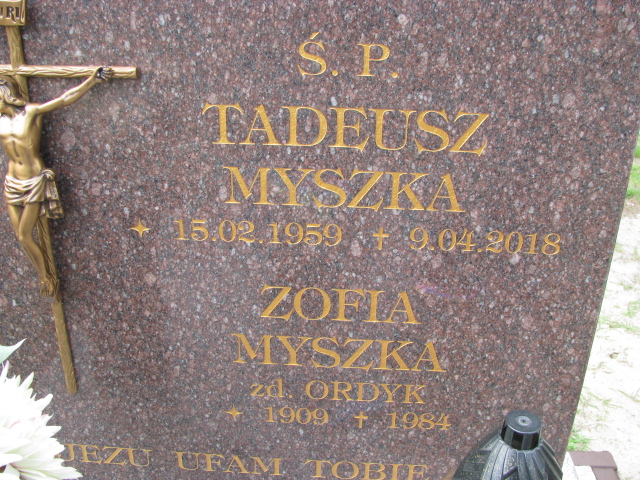 Ś. P.
TADEUSZ
MYSZKA
✦ 15.02.1959 ✝ 9.04.2018
ZOFIA
MYSZKA
zd. ORDYK
✦ 1909 ✝ 1984
JEZU UFAM TOBIE